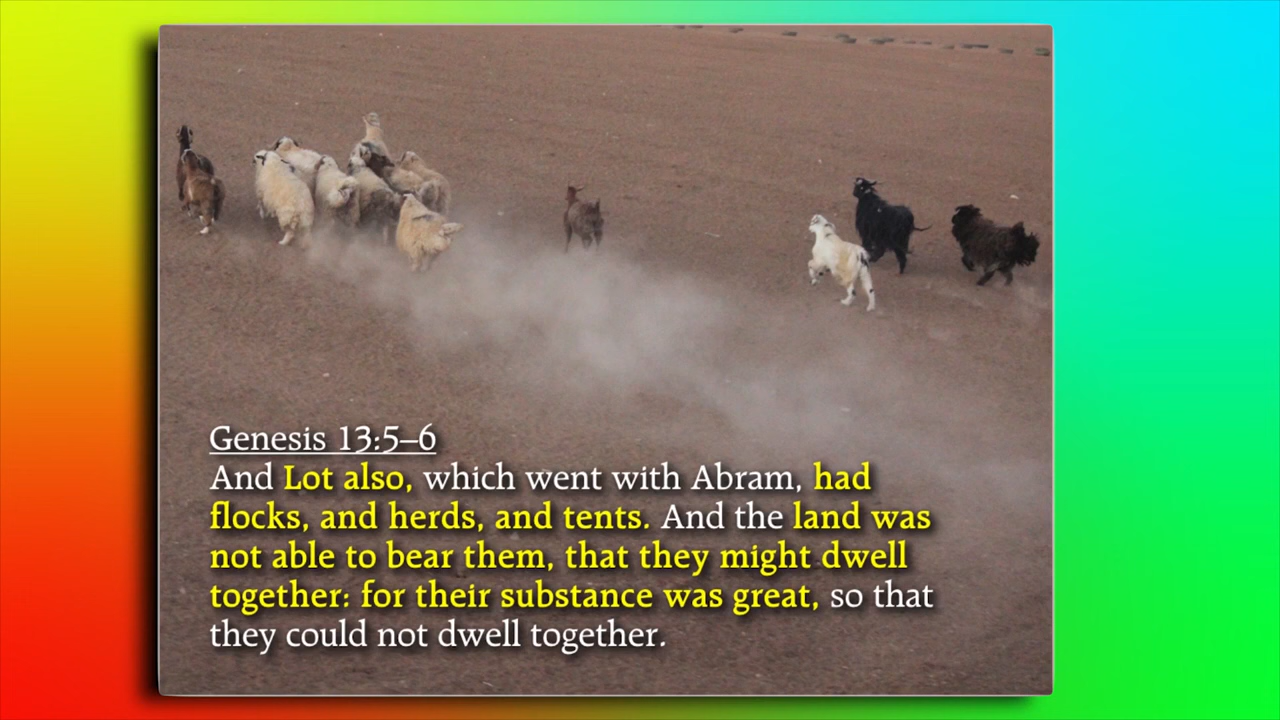 Genesis 13:5–6
And Lot also, which went with Abram, had
flocks, and herds, and tents. And the land was
not able to bear them, that they might dwell
together: for their substance was great, so that
they could not dwell together.